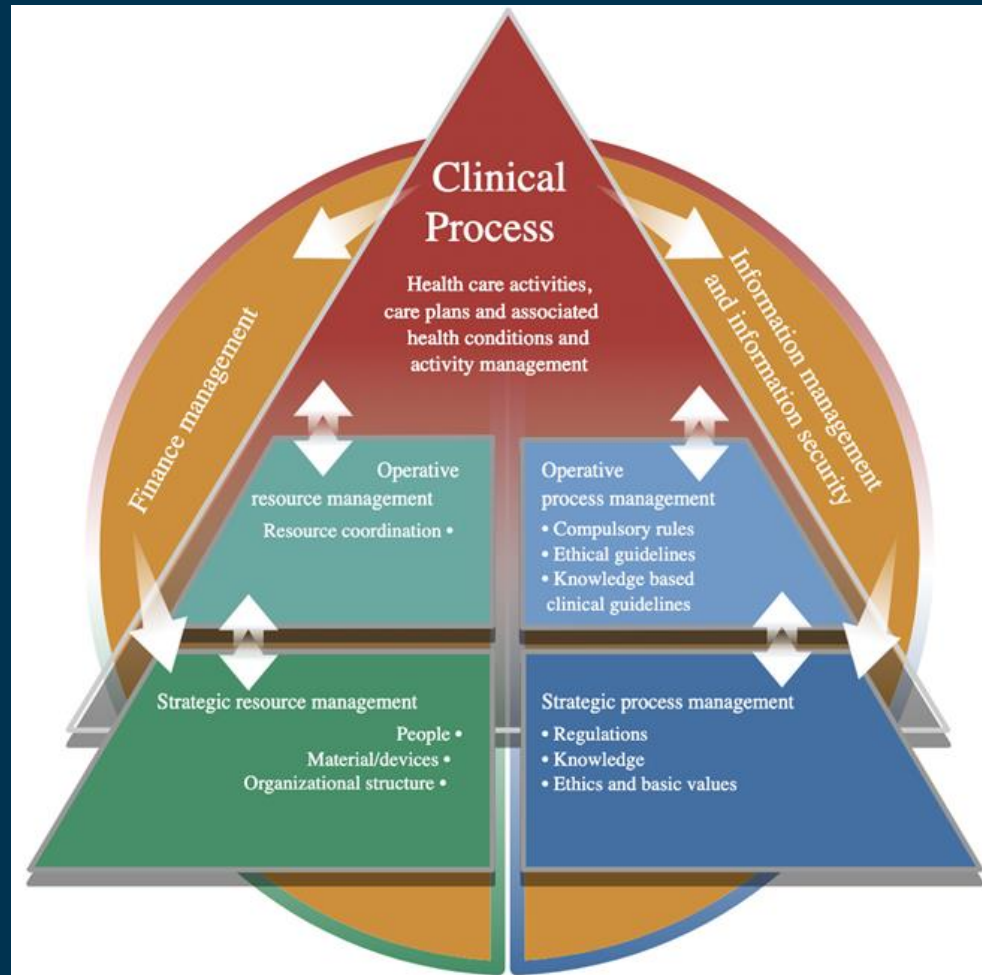 Clinical
Process
Health care activities,
care plans and associated
health conditions and
activity management
Finance management
Information management
and information security
Operative
resource management
Resource coordination •
Operative
process management
• Compulsory rules
• Ethical guidelines
• Knowledge based
clinical guidelines
Strategic resource management
People •
Material/devices •
Organizational structure •
Strategic process management
• Regulations
• Knowledge
• Ethics and basic values